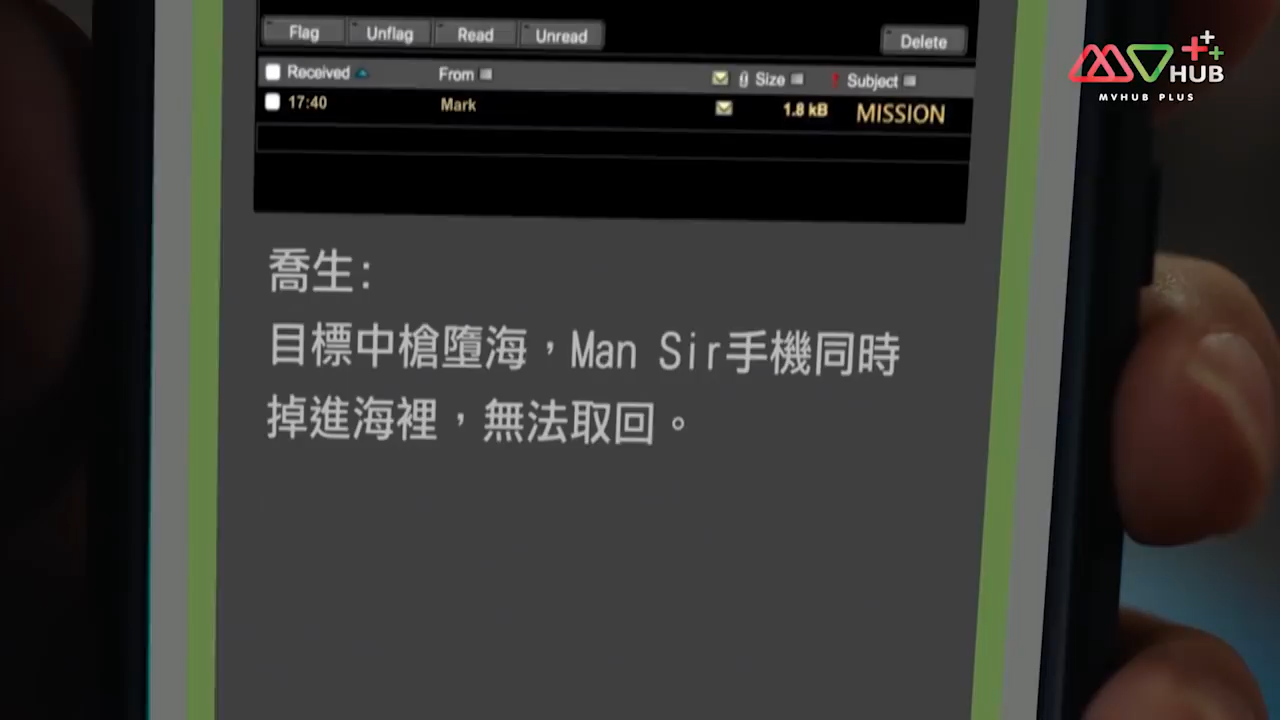 Flag Unflag Read Unread Delete
Received From Size Subject
17:40 Mark 1.8 kB MISSION
喬生:
目標中槍墮海，Man Sir手機同時
掉進海裡，無法取回。
MVHUB
MVHUB PLUS